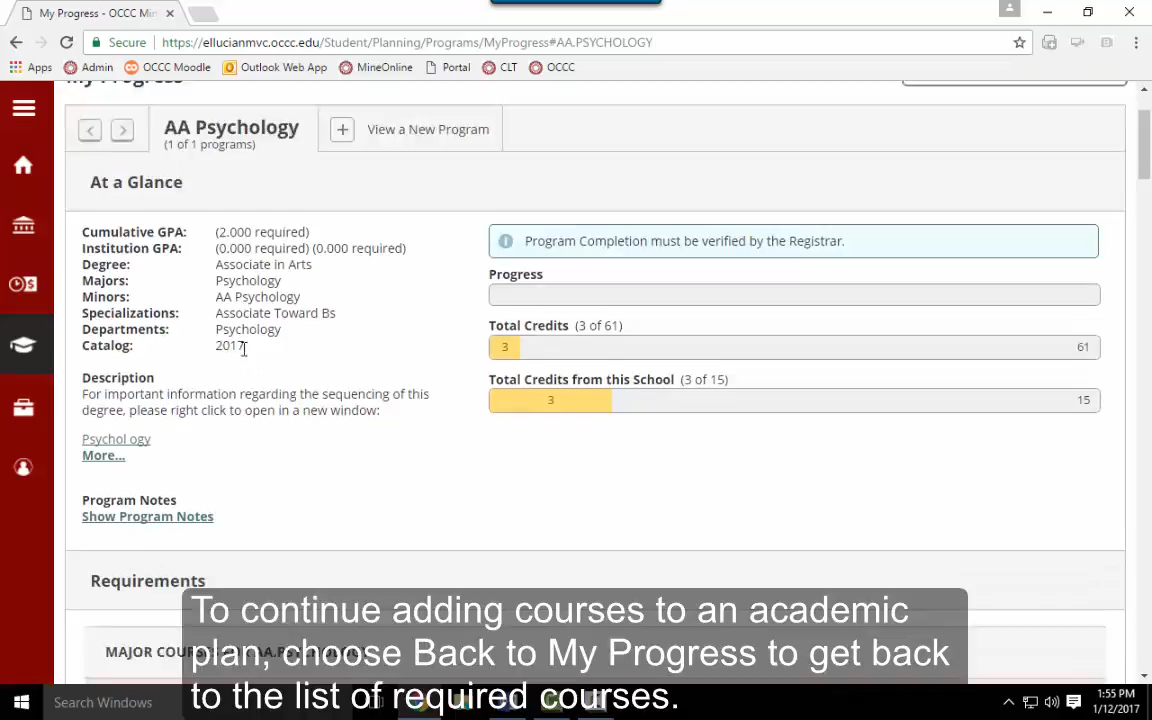 My Progress - OCCC Min
Secure https://ellucianmvc.occc.edu/Student/Planning/Programs/MyProgress#AA.PSYCHOLOGY
Apps Admin OCCC Moodle Outlook Web App MineOnline Portal CLT OCCC
My Progress
AA Psychology
(1 of 1 programs)
View a New Program
At a Glance
Cumulative GPA: (2.000 required)
Institution GPA: (0.000 required) (0.000 required)
Degree: Associate in Arts
Majors: Psychology
Minors: AA Psychology
Specializations: Associate Toward Bs
Departments: Psychology
Catalog: 2017
Description
For important information regarding the sequencing of this
degree, please right click to open in a new window:
Psychol ogy
More...
Program Notes
Show Program Notes
Program Completion must be verified by the Registrar.
Progress
Total Credits (3 of 61)
3 61
Total Credits from this School (3 of 15)
3 15
Requirements
MAJOR COURSES AA.PSYCHOLOGY
To continue adding courses to an academic
plan, choose Back to My Progress to get back
to the list of required courses.
Search Windows
1:55 PM
1/12/2017